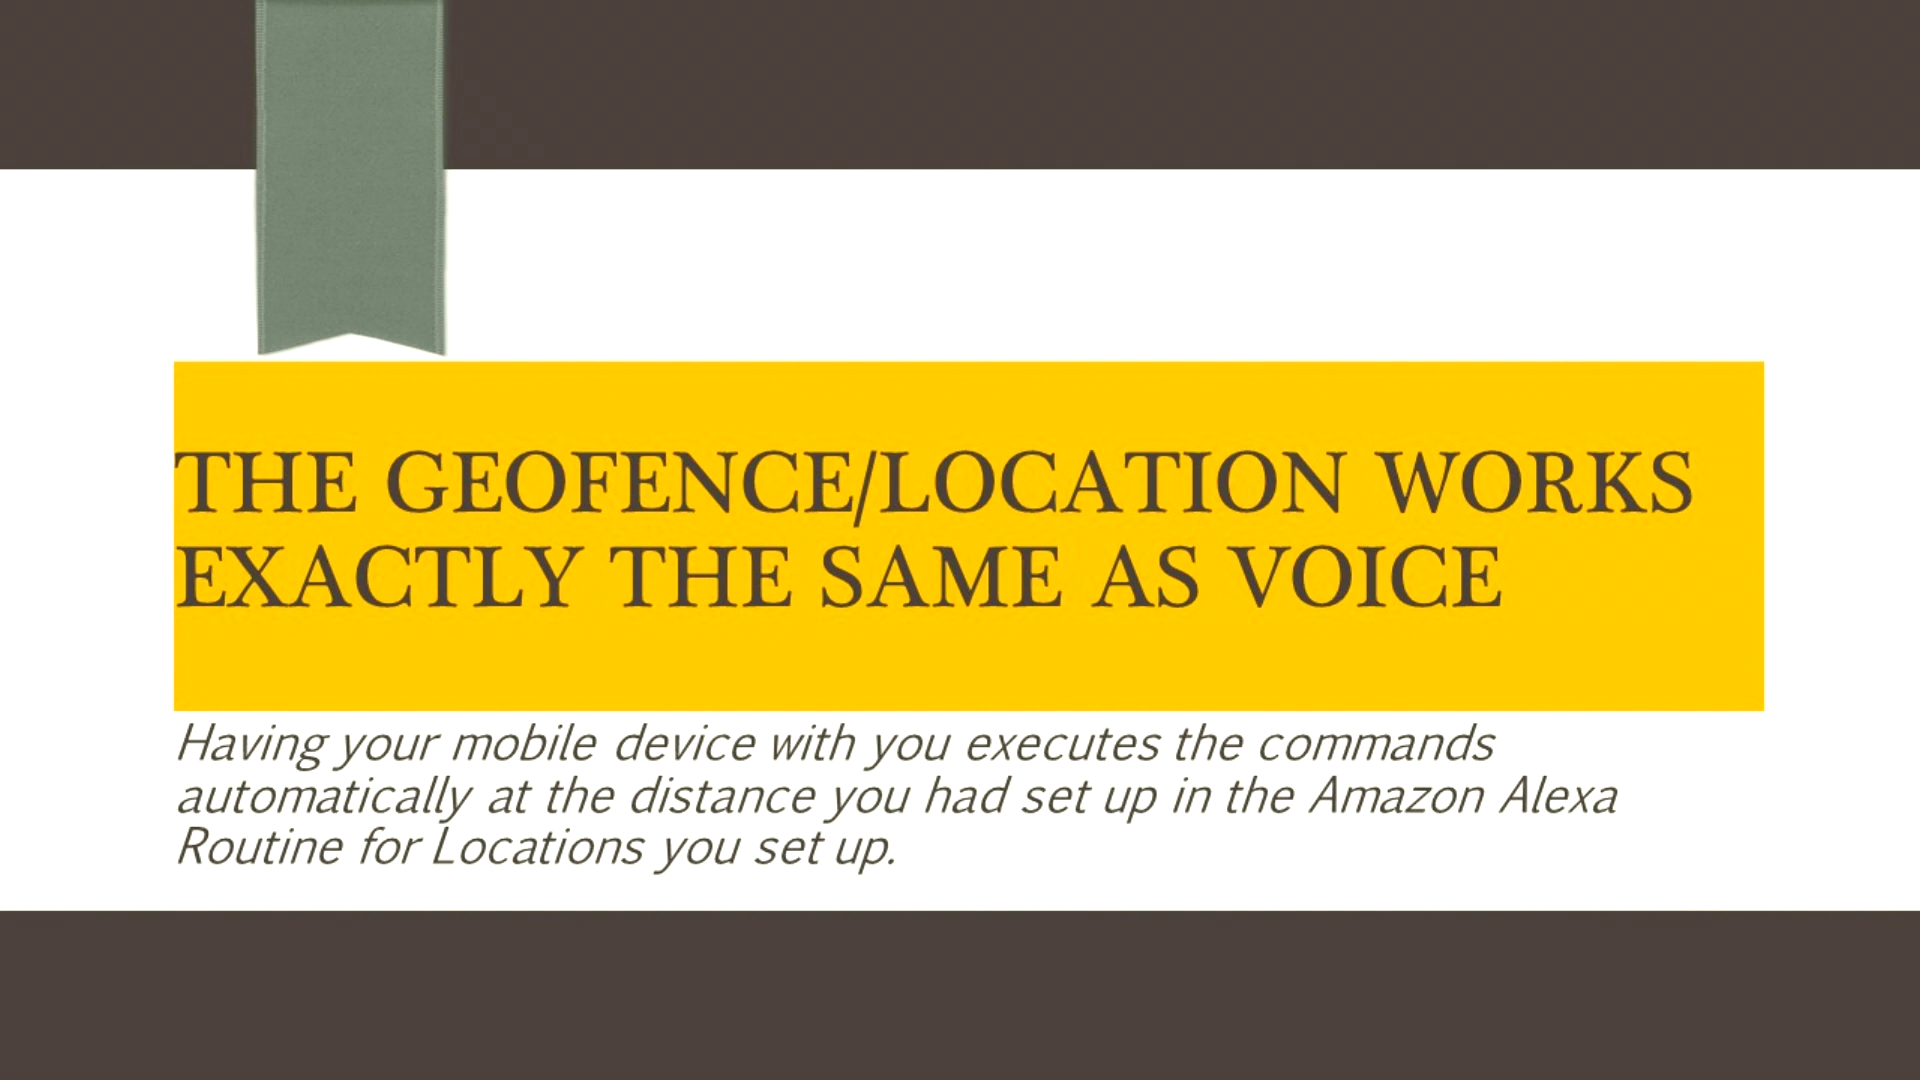 THE GEOFENCE/LOCATION WORKS
EXACTLY THE SAME AS VOICE
Having your mobile device with you executes the commands
automatically at the distance you had set up in the Amazon Alexa
Routine for Locations you set up.